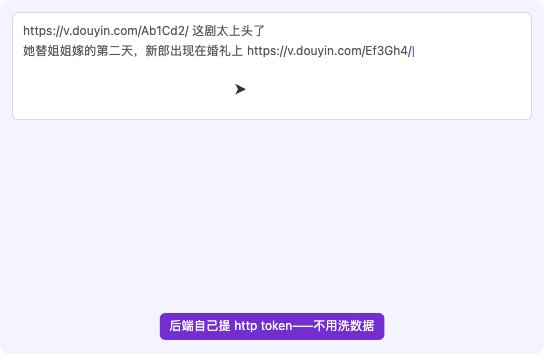 https://v.douyin.com/Ab1Cd2/ 这剧太上头了
她替姐姐嫁的第二天，新郎出现在婚礼上 https://v.douyin.com/Ef3Gh4/
后端自己提 http token——不用洗数据